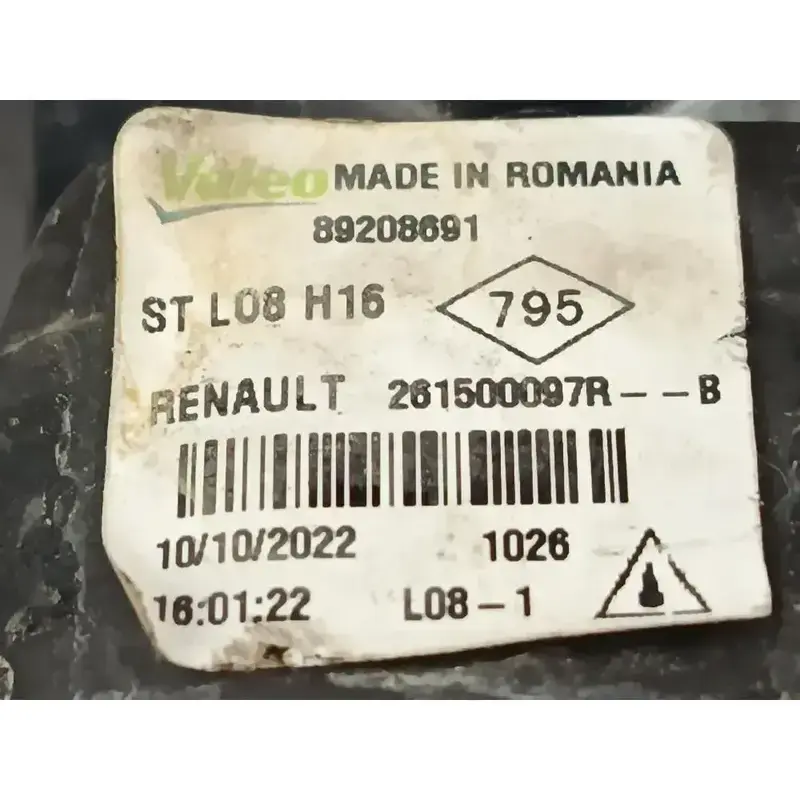 Valeo MADE IN ROMANIA
89208691
ST L08 H16 795
RENAULT 261500097R--B
10/10/2022 1026
16:01:22 L08-1